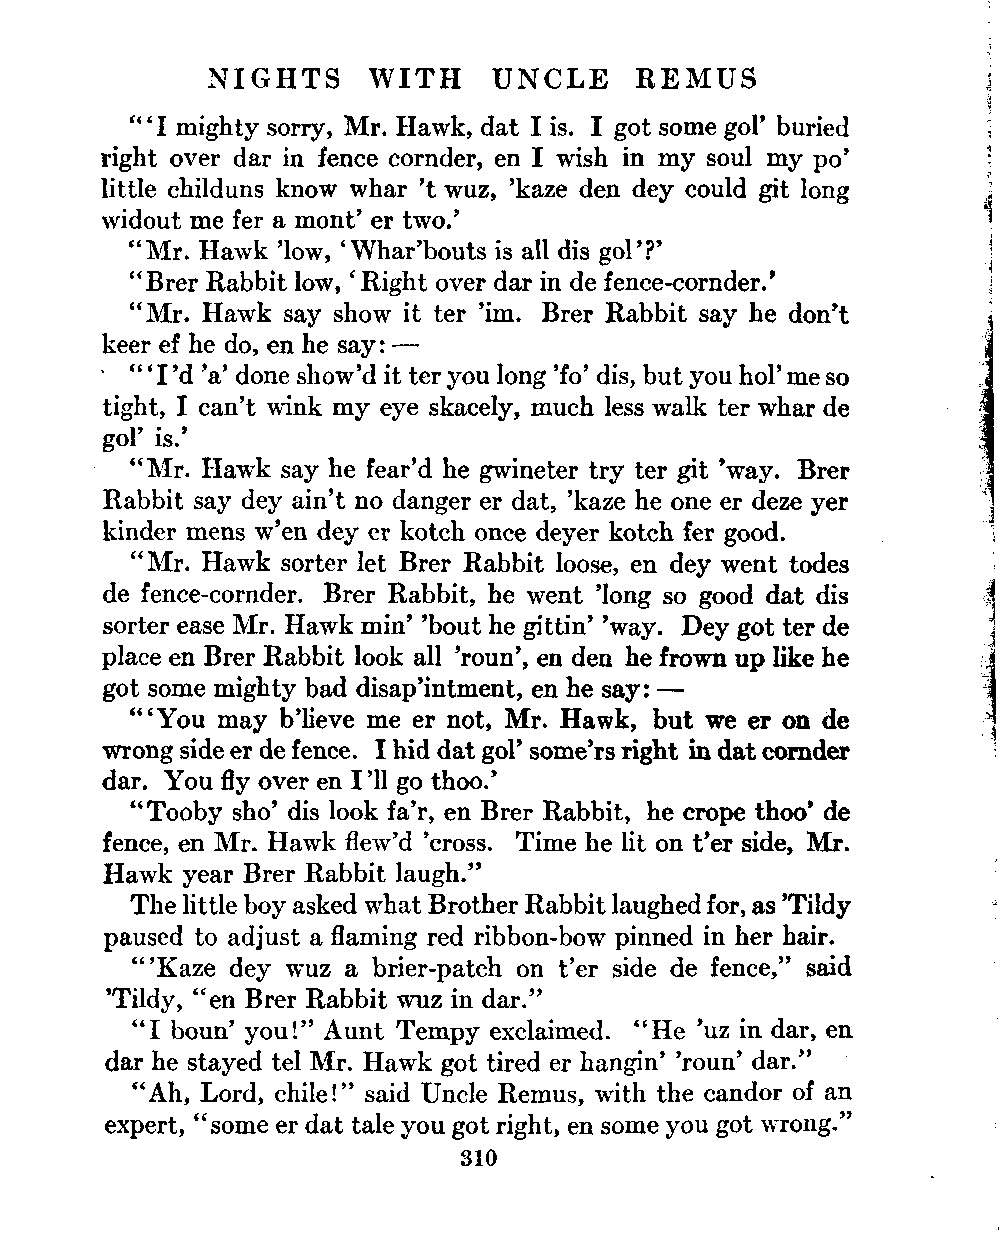 NIGHTS WITH UNCLE REMUS
"'I mighty sorry, Mr. Hawk, dat I is. I got some gol' buried
right over dar in fence cornder, en I wish in my soul my po'
little childuns know whar 't wuz, 'kaze den dey could git long
widout me fer a mont' er two.'
"Mr. Hawk 'low, 'Whar'bouts is all dis gol'?'
"Brer Rabbit low, 'Right over dar in de fence-cornder.'
"Mr. Hawk say show it ter 'im. Brer Rabbit say he don't
keer ef he do, en he say: —
"'I'd 'a' done show'd it ter you long 'fo' dis, but you hol' me so
tight, I can't wink my eye skacely, much less walk ter whar de
gol' is.'
"Mr. Hawk say he fear'd he gwineter try ter git 'way. Brer
Rabbit say dey ain't no danger er dat, 'kaze he one er deze yer
kinder mens w'en dey er kotch once deyer kotch fer good.
"Mr. Hawk sorter let Brer Rabbit loose, en dey went todes
de fence-cornder. Brer Rabbit, he went 'long so good dat dis
sorter ease Mr. Hawk min' 'bout he gittin' 'way. Dey got ter de
place en Brer Rabbit look all 'roun', en den he frown up like he
got some mighty bad disap'intment, en he say: —
"'You may b'lieve me er not, Mr. Hawk, but we er on de
wrong side er de fence. I hid dat gol' some'rs right in dat cornder
dar. You fly over en I'll go thoo.'
"Tooby sho' dis look fa'r, en Brer Rabbit, he crope thoo' de
fence, en Mr. Hawk flew'd 'cross. Time he lit on t'er side, Mr.
Hawk year Brer Rabbit laugh."
The little boy asked what Brother Rabbit laughed for, as 'Tildy
paused to adjust a flaming red ribbon-bow pinned in her hair.
"'Kaze dey wuz a brier-patch on t'er side de fence," said
'Tildy, "en Brer Rabbit wuz in dar."
"I boun' you!" Aunt Tempy exclaimed. "He 'uz in dar, en
dar he stayed tel Mr. Hawk got tired er hangin' 'roun' dar."
"Ah, Lord, chile!" said Uncle Remus, with the candor of an
expert, "some er dat tale you got right, en some you got wrong."
310